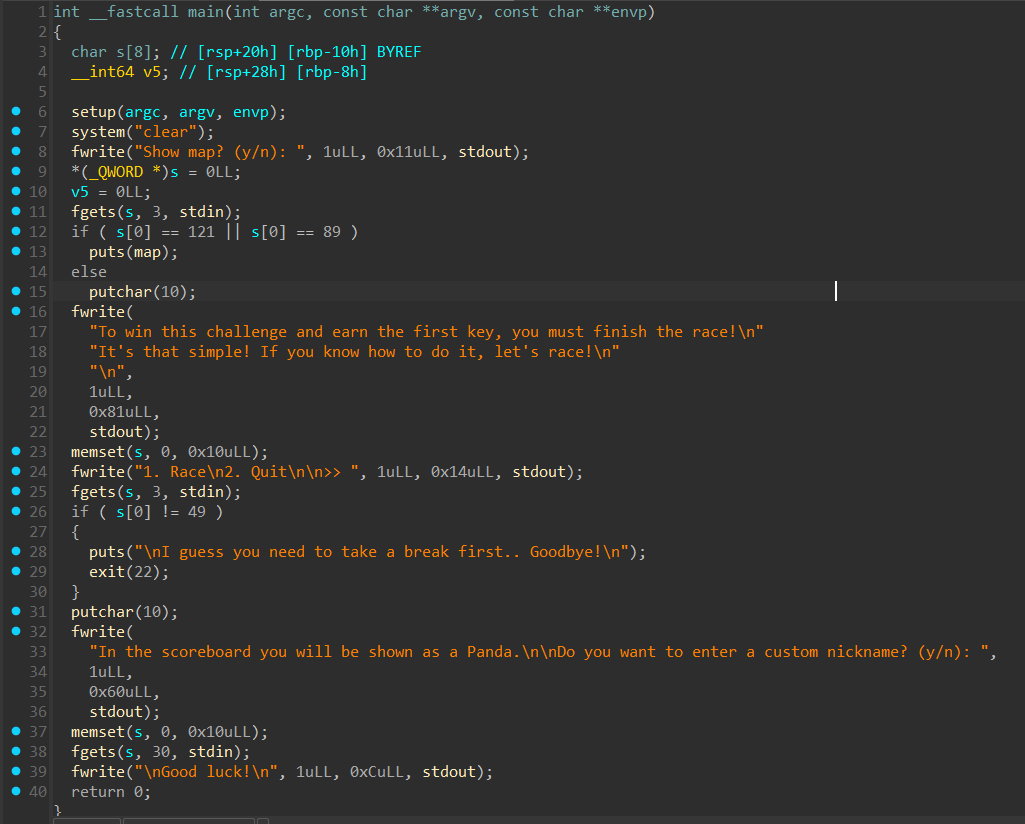 1 int __fastcall main(int argc, const char **argv, const char **envp)
2 {
3   char s[8]; // [rsp+20h] [rbp-10h] BYREF
4   __int64 v5; // [rsp+28h] [rbp-8h]
5
6   setup(argc, argv, envp);
7   system("clear");
8   fwrite("Show map? (y/n): ", 1uLL, 0x11uLL, stdout);
9   *(_QWORD *)s = 0LL;
10   v5 = 0LL;
11   fgets(s, 3, stdin);
12   if ( s[0] == 121 || s[0] == 89 )
13     puts(map);
14   else
15     putchar(10);
16   fwrite(
17     "To win this challenge and earn the first key, you must finish the race!\n"
18     "It's that simple! If you know how to do it, let's race!\n"
19     "\n",
20     1uLL,
21     0x81uLL,
22     stdout);
23   memset(s, 0, 0x10uLL);
24   fwrite("1. Race\n2. Quit\n\n>> ", 1uLL, 0x14uLL, stdout);
25   fgets(s, 3, stdin);
26   if ( s[0] != 49 )
27   {
28     puts("\nI guess you need to take a break first.. Goodbye!\n");
29     exit(22);
30   }
31   putchar(10);
32   fwrite(
33     "In the scoreboard you will be shown as a Panda.\n\nDo you want to enter a custom nickname? (y/n): ",
34     1uLL,
35     0x60uLL,
36     stdout);
37   memset(s, 0, 0x10uLL);
38   fgets(s, 30, stdin);
39   fwrite("\nGood luck!\n", 1uLL, 0xCuLL, stdout);
40   return 0;
}